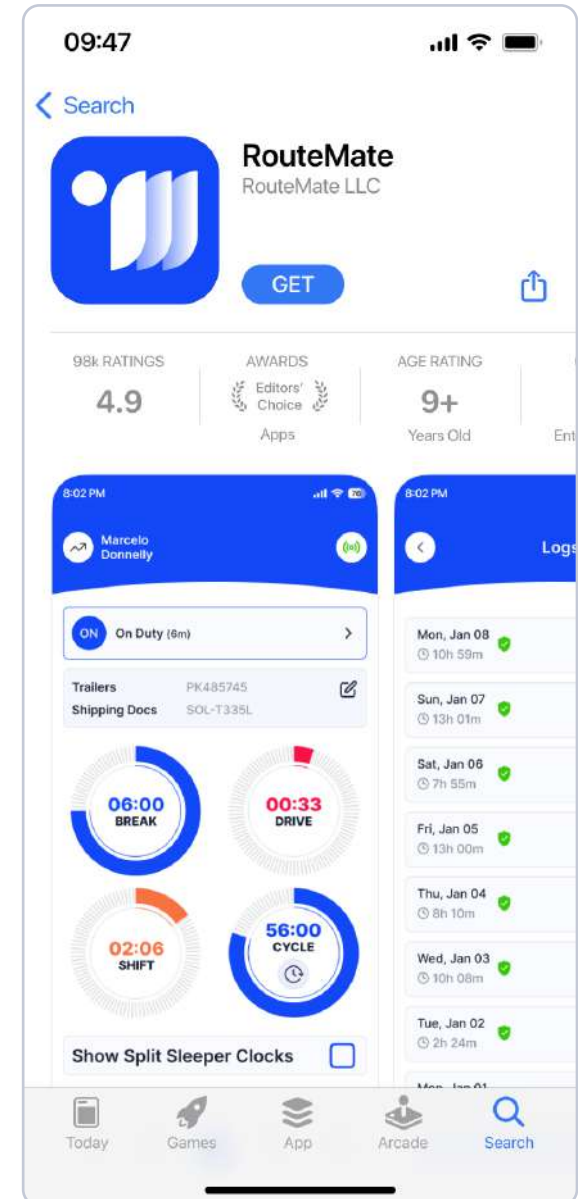 09:47
Search
RouteMate
RouteMate LLC
GET
98k RATINGS
4.9
AWARDS
Editors'
Choice
Apps
AGE RATING
9+
Years Old
Ent
8:02 PM
70
Marcelo
Donnelly
ON On Duty (6m)
Trailers PK485745
Shipping Docs SOL-T335L
06:00
BREAK
00:33
DRIVE
02:06
SHIFT
56:00
CYCLE
Show Split Sleeper Clocks
8:02 PM
Logs
Mon, Jan 08
10h 59m
Sun, Jan 07
13h 01m
Sat, Jan 06
7h 55m
Fri, Jan 05
13h 00m
Thu, Jan 04
8h 10m
Wed, Jan 03
10h 08m
Tue, Jan 02
2h 24m
Mon, Jan 01
Today Games App Arcade Search